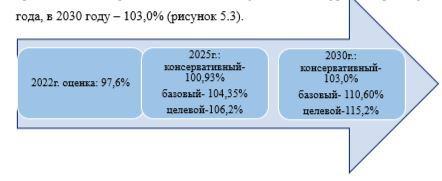 года, в 2030 году – 103,0% (рисунок 5.3).
2022г. оценка: 97,6%
2025г.:
консервативный-
100,93%
базовый- 104,35%
целевой-106,2%
2030г.:
консервативный-
103,0%
базовый- 110,60%
целевой-115,2%